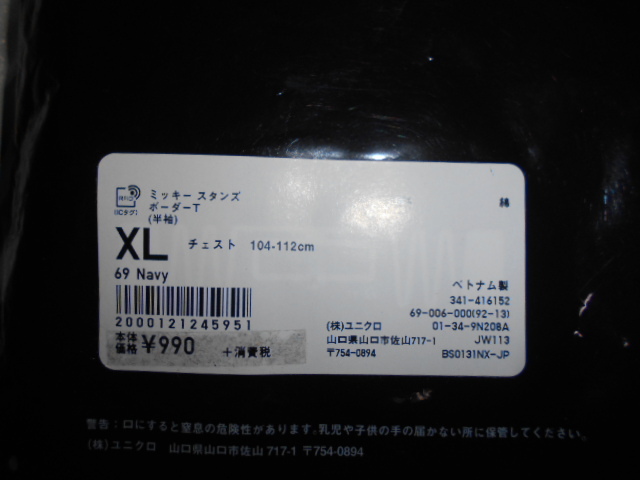 (ICタグ)
ミッキー スタンズ
ボーダーT
(半袖)
綿
XL チェスト 104-112cm
69 Navy
2000121245951
本体価格 ¥990 +消費税
ベトナム製
341-416152
69-006-000(92-13)
(株)ユニクロ 01-34-9N208A
山口県山口市佐山717-1 JW113
〒754-0894 BS0131NX-JP
警告:口にすると窒息の危険性があります。乳児や子供の手の届かない所に保管してください。
(株)ユニクロ 山口県山口市佐山 717-1 〒754-0894